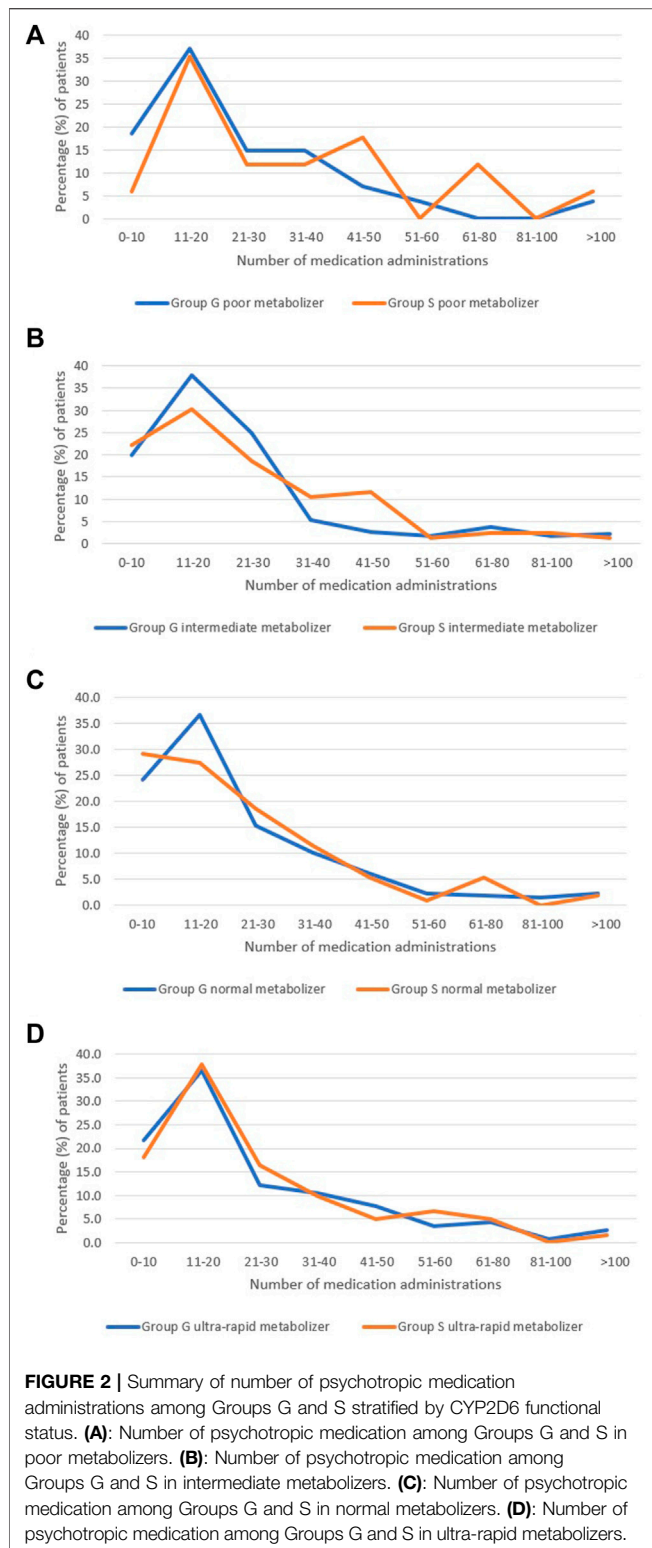 A
40
35
30
25
20
15
10
5
0
Percentage (%) of patients
0-10 11-20 21-30 31-40 41-50 51-60 61-80 81-100 >100
Number of medication administrations
Group G poor metabolizer Group S poor metabolizer
B
40
35
30
25
20
15
10
5
0
Percentage (%) of patients
0-10 11-20 21-30 31-40 41-50 51-60 61-80 81-100 >100
Number of medication administrations
Group G intermediate metabolizer Group S intermediate metabolizer
C
40.0
35.0
30.0
25.0
20.0
15.0
10.0
5.0
0.0
Percentage (%) of patients
0-10 11-20 21-30 31-40 41-50 51-60 61-80 81-100 >100
Number of medication administrations
Group G normal metabolizer Group S normal metabolizer
D
40.0
35.0
30.0
25.0
20.0
15.0
10.0
5.0
0.0
Percentage (%) of patients
0-10 11-20 21-30 31-40 41-50 51-60 61-80 81-100 >100
Number of medication administrations
Group G ultra-rapid metabolizer Group S ultra-rapid metabolizer
FIGURE 2 | Summary of number of psychotropic medication
administrations among Groups G and S stratified by CYP2D6 functional
status. (A): Number of psychotropic medication among Groups G and S in
poor metabolizers. (B): Number of psychotropic medication among
Groups G and S in intermediate metabolizers. (C): Number of psychotropic
medication among Groups G and S in normal metabolizers. (D): Number of
psychotropic medication among Groups G and S in ultra-rapid metabolizers.